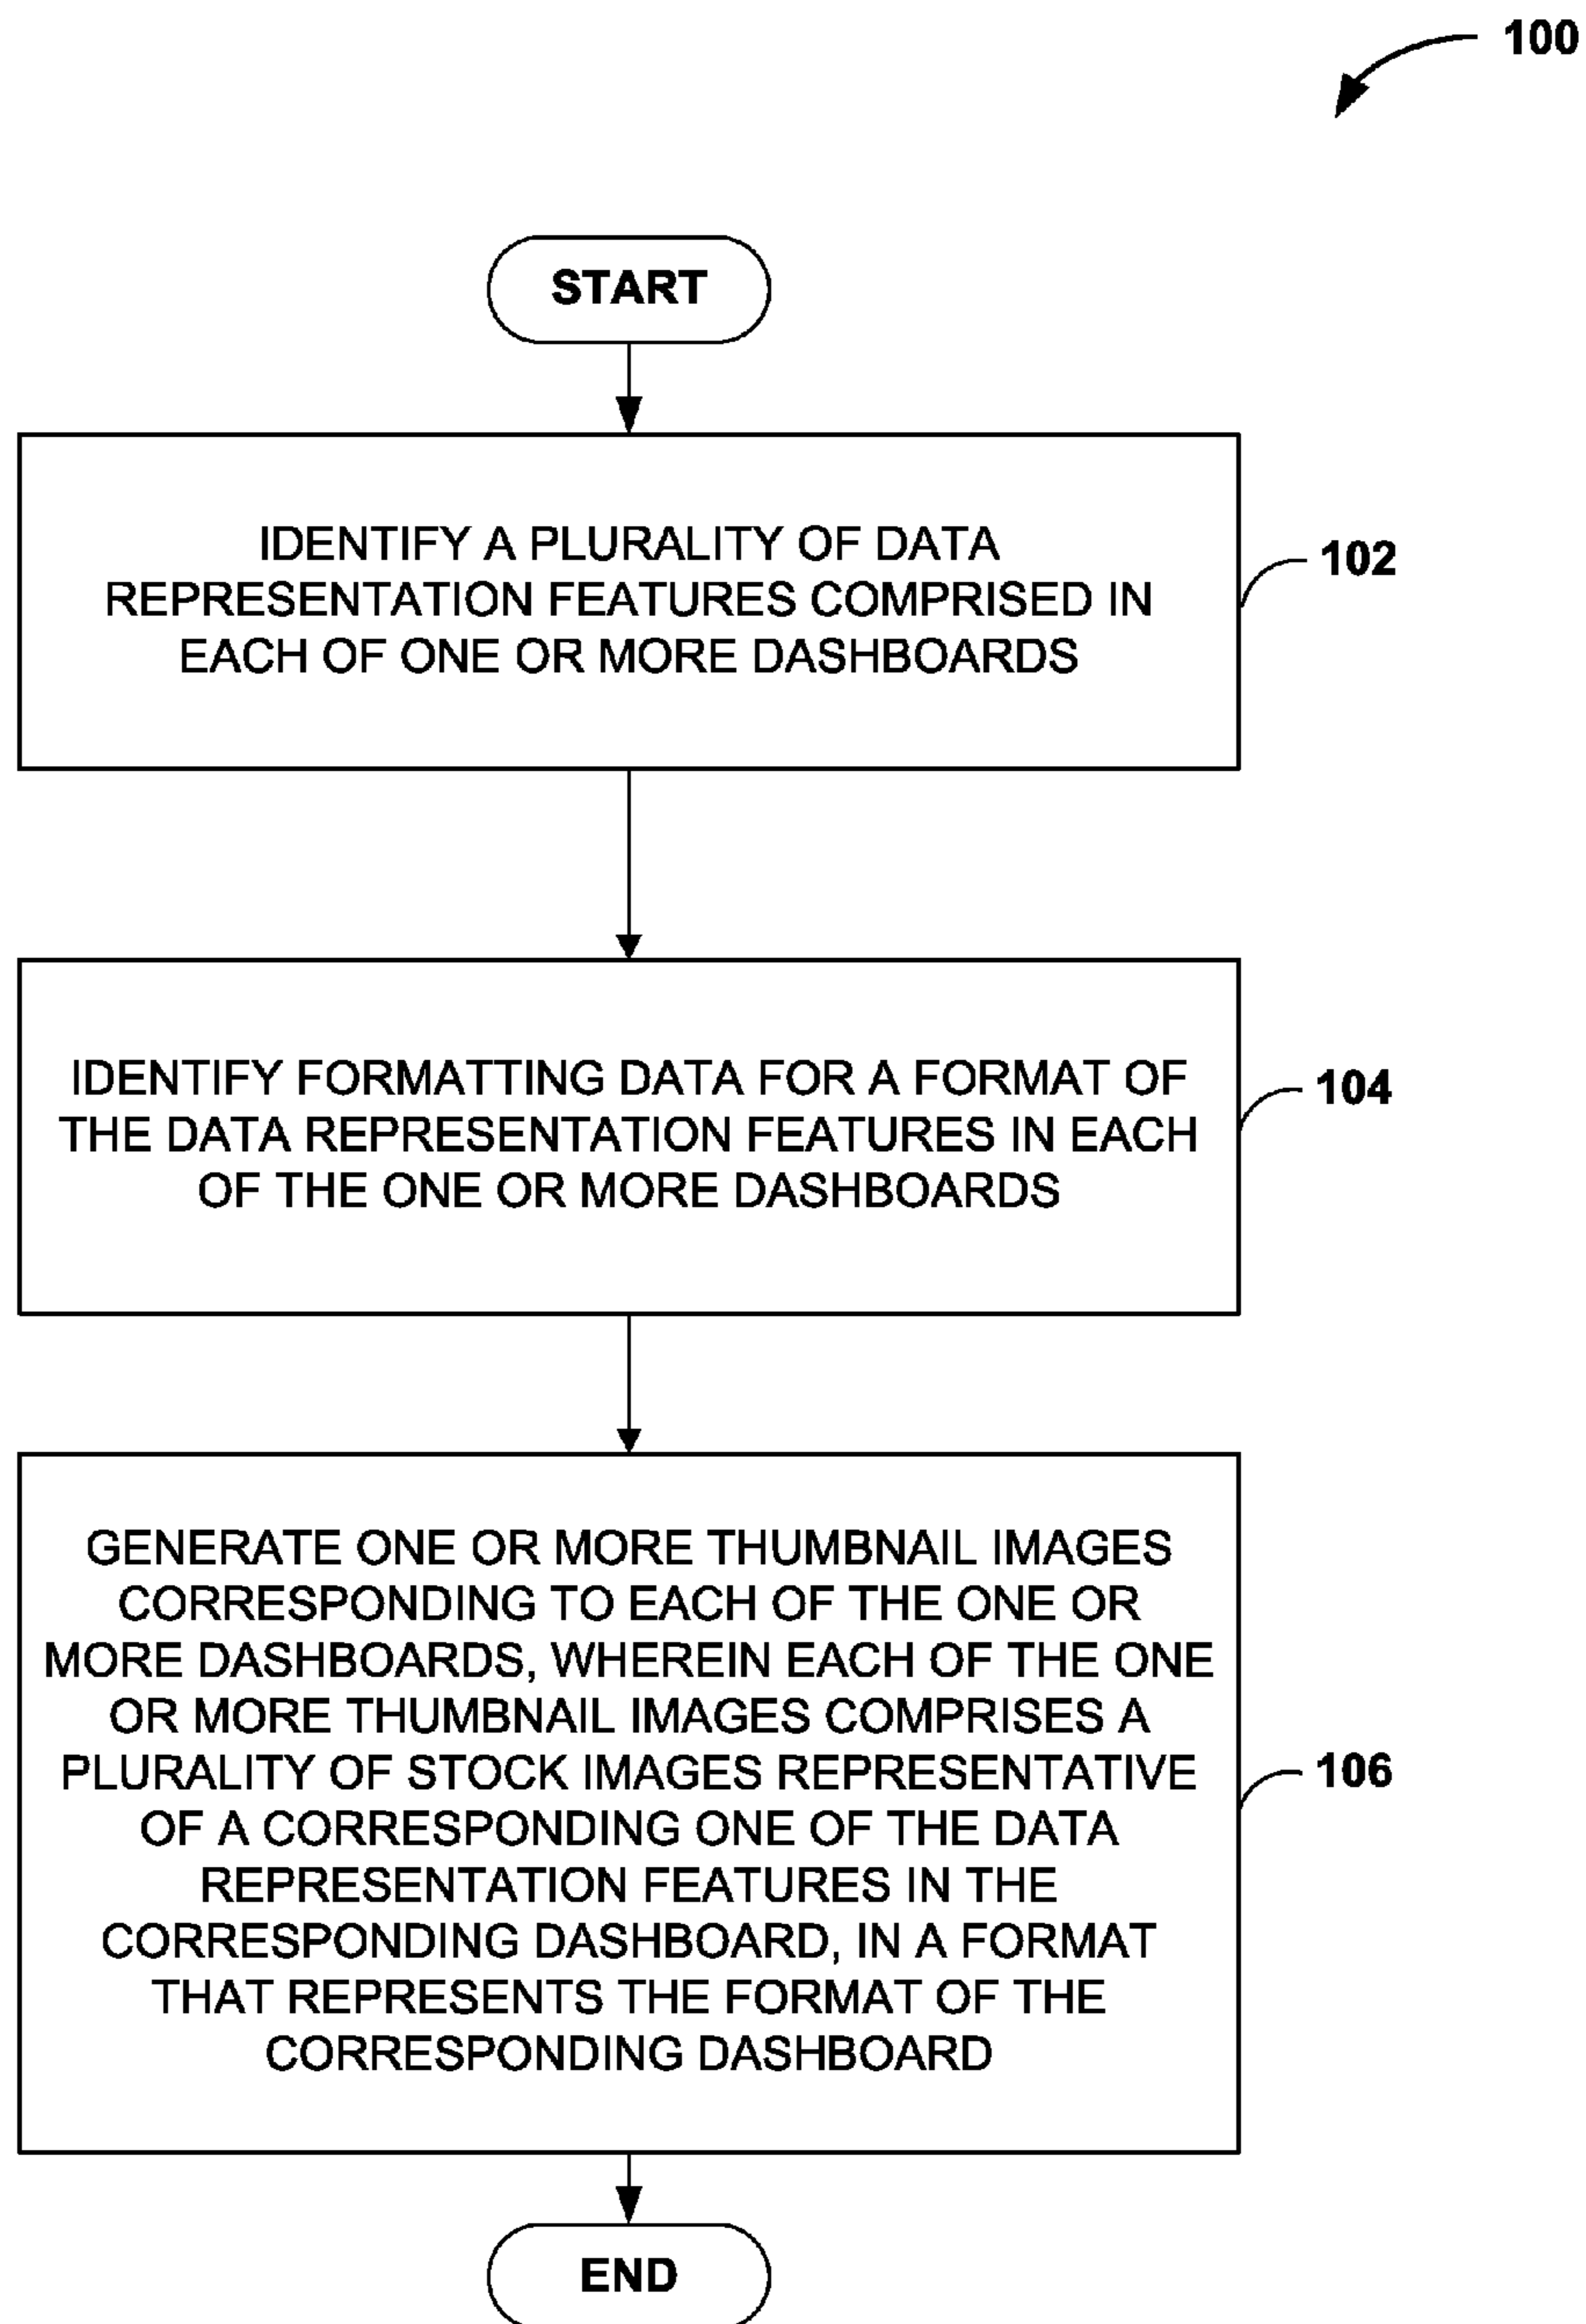 100
START
IDENTIFY A PLURALITY OF DATA
REPRESENTATION FEATURES COMPRISED IN
EACH OF ONE OR MORE DASHBOARDS
102
IDENTIFY FORMATTING DATA FOR A FORMAT OF
THE DATA REPRESENTATION FEATURES IN EACH
OF THE ONE OR MORE DASHBOARDS
104
GENERATE ONE OR MORE THUMBNAIL IMAGES
CORRESPONDING TO EACH OF THE ONE OR
MORE DASHBOARDS, WHEREIN EACH OF THE ONE
OR MORE THUMBNAIL IMAGES COMPRISES A
PLURALITY OF STOCK IMAGES REPRESENTATIVE
OF A CORRESPONDING ONE OF THE DATA
REPRESENTATION FEATURES IN THE
CORRESPONDING DASHBOARD, IN A FORMAT
THAT REPRESENTS THE FORMAT OF THE
CORRESPONDING DASHBOARD
106
END